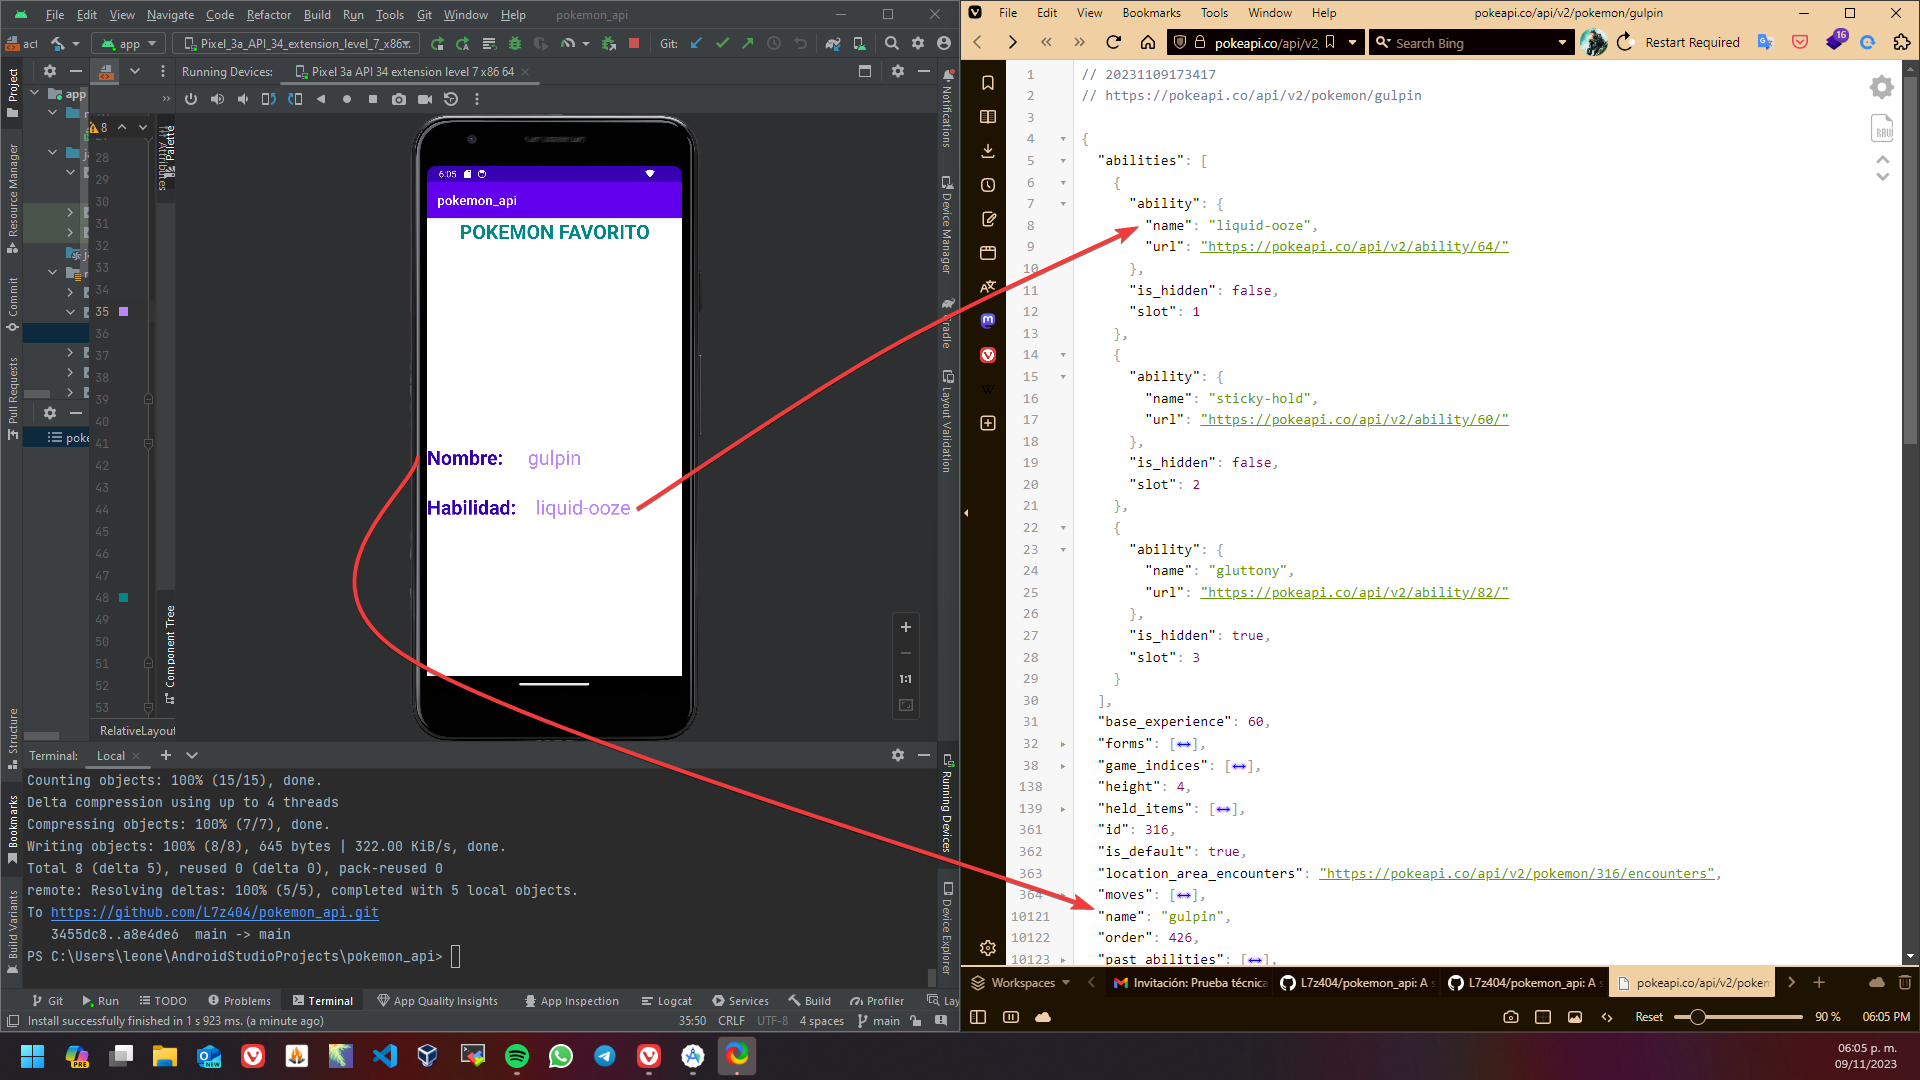 File Edit View Navigate Code Refactor Build Run Tools Git Window Help pokemon_api
app Pixel_3a_API_34_extension_level_7_x86 Git:
Running Devices: Pixel 3a API 34 extension level 7 x86 64
Project
Resource Manager
Commit
Pull Requests
Structure
Bookmarks
Build Variants
app
poke
8
28
29
30
31
32
33
34
35
36
37
38
39
40
41
42
43
44
45
46
47
48
49
50
51
52
53
Palette
Attributes
Component Tree
RelativeLayout
6:05
pokemon_api
POKEMON FAVORITO
Nombre: gulpin
Habilidad: liquid-ooze
1:1
Notifications
Device Manager
Gradle
Layout Validation
Running Devices
Device Explorer
Terminal: Local
Counting objects: 100% (15/15), done.
Delta compression using up to 4 threads
Compressing objects: 100% (7/7), done.
Writing objects: 100% (8/8), 645 bytes | 322.00 KiB/s, done.
Total 8 (delta 5), reused 0 (delta 0), pack-reused 0
remote: Resolving deltas: 100% (5/5), completed with 5 local objects.
To https://github.com/L7z404/pokemon_api.git
3455dc8..a8e4de6 main -> main
PS C:\Users\leone\AndroidStudioProjects\pokemon_api>
Git Run TODO Problems Terminal App Quality Insights App Inspection Logcat Services Build Profiler Lay
Install successfully finished in 1 s 923 ms. (a minute ago) 35:50 CRLF UTF-8 4 spaces main
File Edit View Bookmarks Tools Window Help pokeapi.co/api/v2/pokemon/gulpin
pokeapi.co/api/v2 Search Bing Restart Required 16
1 // 20231109173417
2 // https://pokeapi.co/api/v2/pokemon/gulpin
3
4 {
5 "abilities": [
6 {
7 "ability": {
8 "name": "liquid-ooze",
9 "url": "https://pokeapi.co/api/v2/ability/64/"
10 },
11 "is_hidden": false,
12 "slot": 1
13 },
14 {
15 "ability": {
16 "name": "sticky-hold",
17 "url": "https://pokeapi.co/api/v2/ability/60/"
18 },
19 "is_hidden": false,
20 "slot": 2
21 },
22 {
23 "ability": {
24 "name": "gluttony",
25 "url": "https://pokeapi.co/api/v2/ability/82/"
26 },
27 "is_hidden": true,
28 "slot": 3
29 }
30 ],
31 "base_experience": 60,
32 "forms": [↔],
38 "game_indices": [↔],
138 "height": 4,
139 "held_items": [↔],
361 "id": 316,
362 "is_default": true,
363 "location_area_encounters": "https://pokeapi.co/api/v2/pokemon/316/encounters",
364 "moves": [↔],
10121 "name": "gulpin",
10122 "order": 426,
10123 "past_abilities": [↔],
RAW
Workspaces Invitación: Prueba técnica L7z404/pokemon_api: A L7z404/pokemon_api: A pokeapi.co/api/v2/poken
Reset 90 % 06:05 PM
PRE NEW
06:05 p. m.
09/11/2023